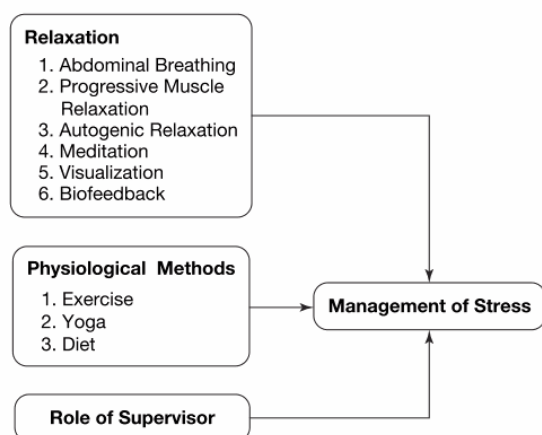 Relaxation
1. Abdominal Breathing
2. Progressive Muscle
Relaxation
3. Autogenic Relaxation
4. Meditation
5. Visualization
6. Biofeedback
Physiological Methods
1. Exercise
2. Yoga
3. Diet
Management of Stress
Role of Supervisor